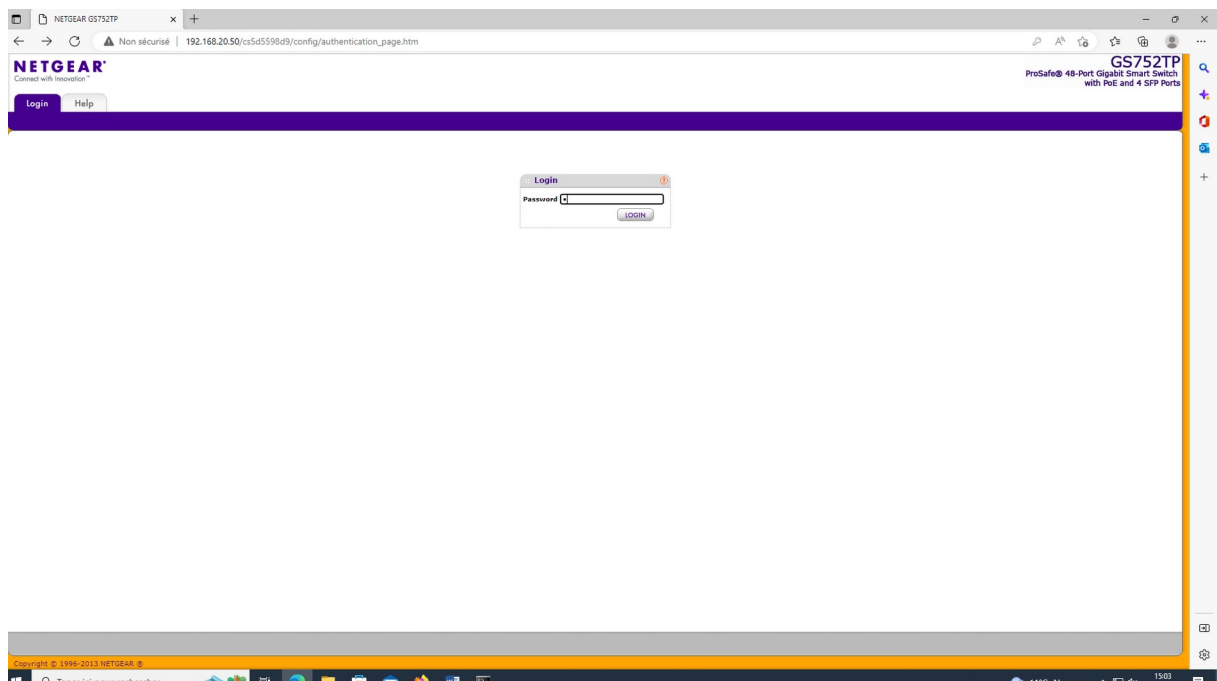 NETGEAR GS752TP
Non sécurisé | 192.168.20.50/cs5d5598d9/config/authentication_page.htm
NETGEAR®
Connect with Innovation™
GS752TP
ProSafe® 48-Port Gigabit Smart Switch
with PoE and 4 SFP Ports
Login Help
Login
Password
LOGIN
Copyright © 1996-2013 NETGEAR ®
15:03